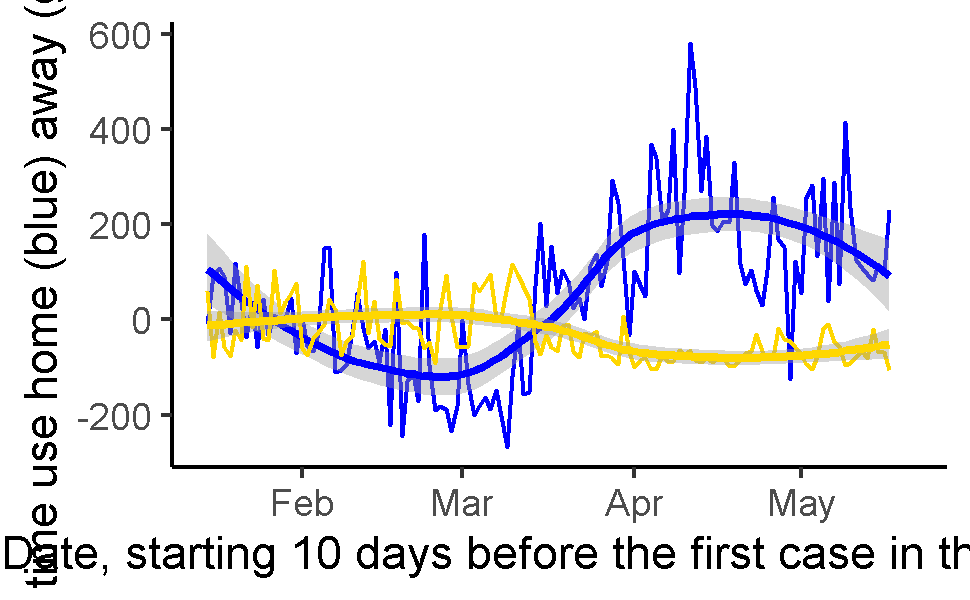 time use home (blue) away (
600
400
200
0
-200
Feb Mar Apr May
Date, starting 10 days before the first case in th